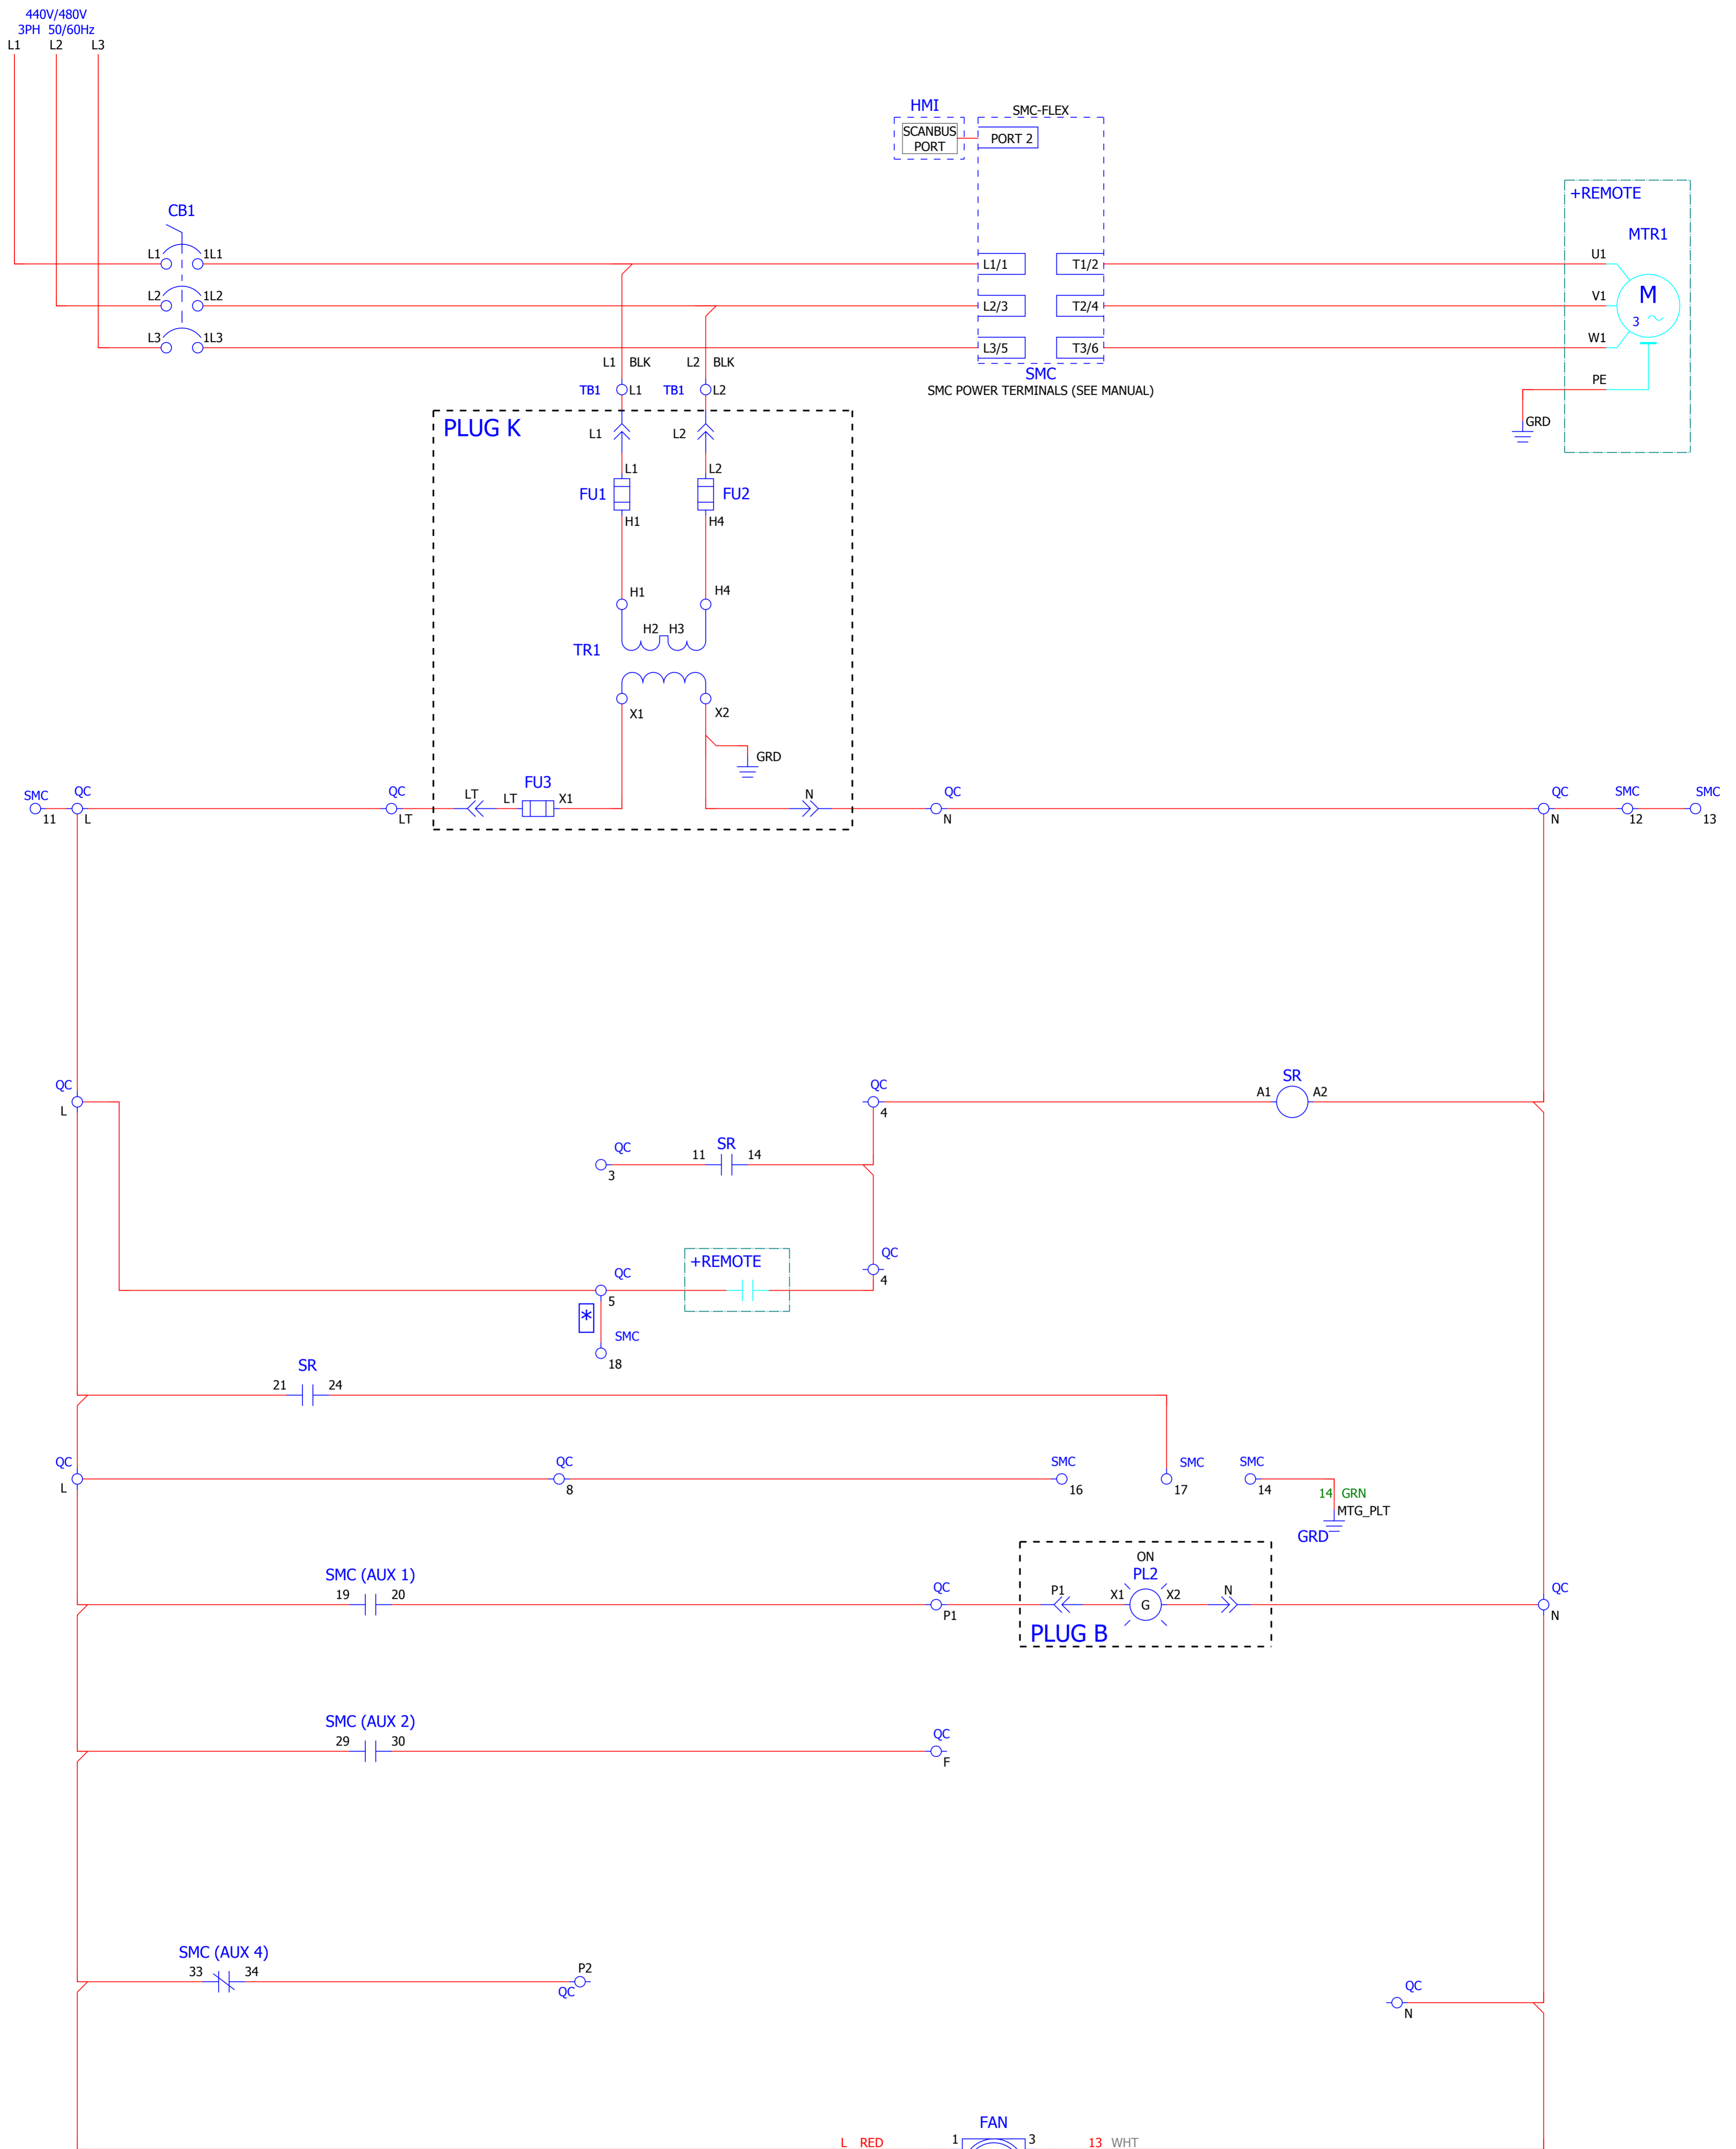 440V/480V
3PH 50/60Hz
L1 L2 L3
HMI
SCANBUS
PORT
SMC-FLEX
PORT 2
+REMOTE
MTR1
CB1
L1 1L1
L2 1L2
L3 1L3
L1/1 T1/2
L2/3 T2/4
L3/5 T3/6
U1
V1
W1
PE
M
3
GRD
SMC
SMC POWER TERMINALS (SEE MANUAL)
L1 BLK L2 BLK
TB1 L1 TB1 L2
PLUG K
L1 L2
L1 L2
FU1 FU2
H1 H4
H1 H4
H2 H3
TR1
X1 X2
GRD
FU3
SMC QC QC LT LT X1 N QC QC SMC SMC
11 L LT N N 12 13
QC QC SR
L 4 A1 A2
QC SR
3 11 14
+REMOTE
QC QC
5 4
*
SMC
18
SR
21 24
QC QC SMC SMC SMC
L 8 16 17 14
14 GRN
MTG_PLT
GRD
SMC (AUX 1)
19 20
QC
P1
ON
PL2
P1 X1 G X2 N
PLUG B
QC
N
SMC (AUX 2)
29 30
QC
F
SMC (AUX 4)
33 34
P2
QC
QC
N
FAN
L RED 1 3 13 WHT